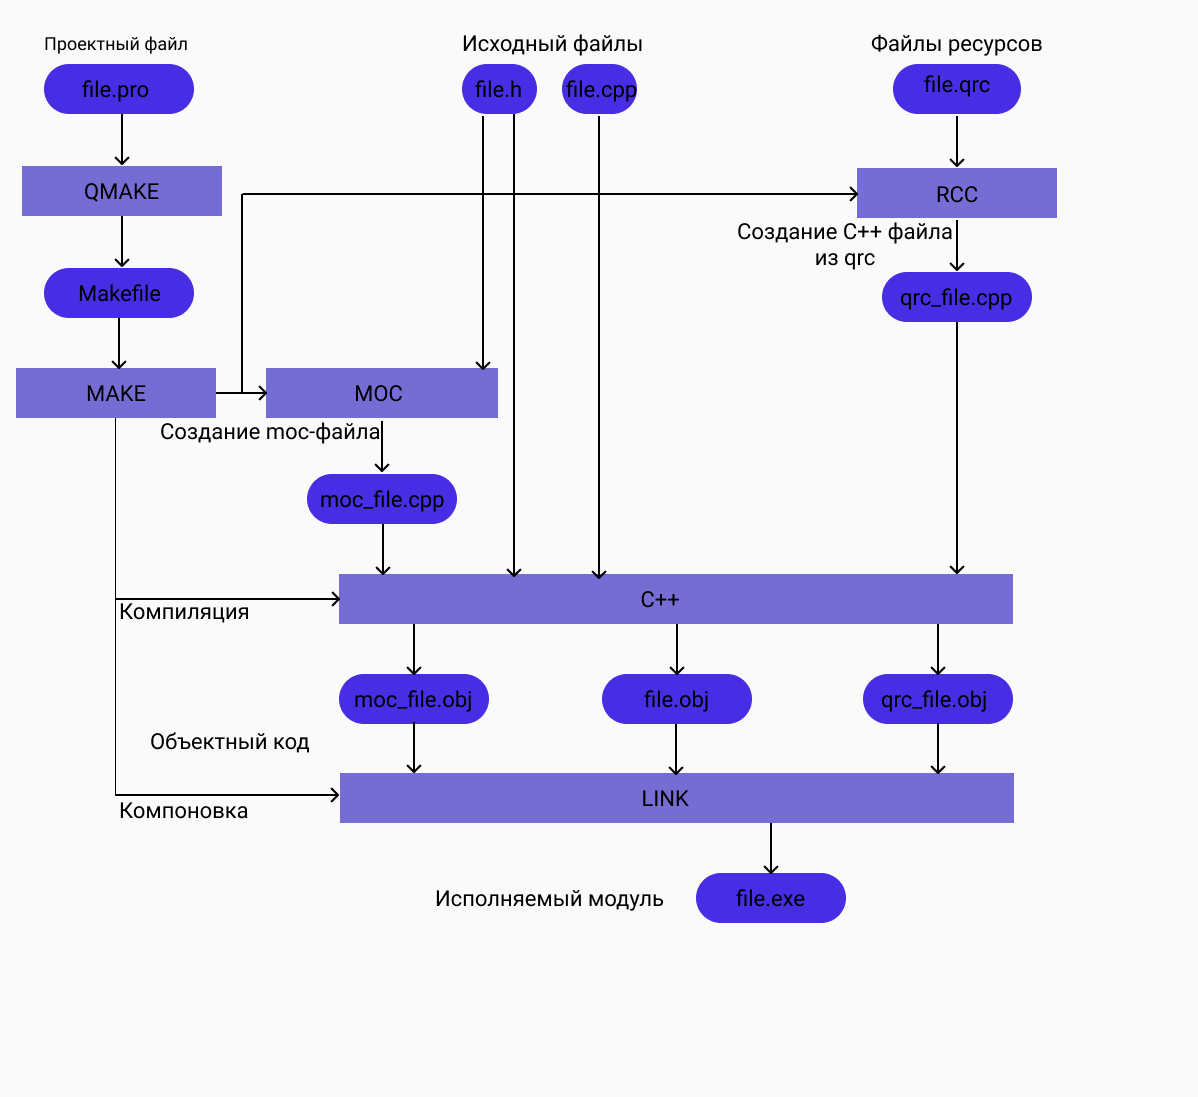 Проектный файл
Исходный файлы
Файлы ресурсов
file.pro
file.h
file.cpp
file.qrc
QMAKE
RCC
Создание C++ файла
из qrc
Makefile
qrc_file.cpp
MAKE
MOC
Создание moc-файла
moc_file.cpp
C++
Компиляция
moc_file.obj
file.obj
qrc_file.obj
Объектный код
LINK
Компоновка
Исполняемый модуль
file.exe